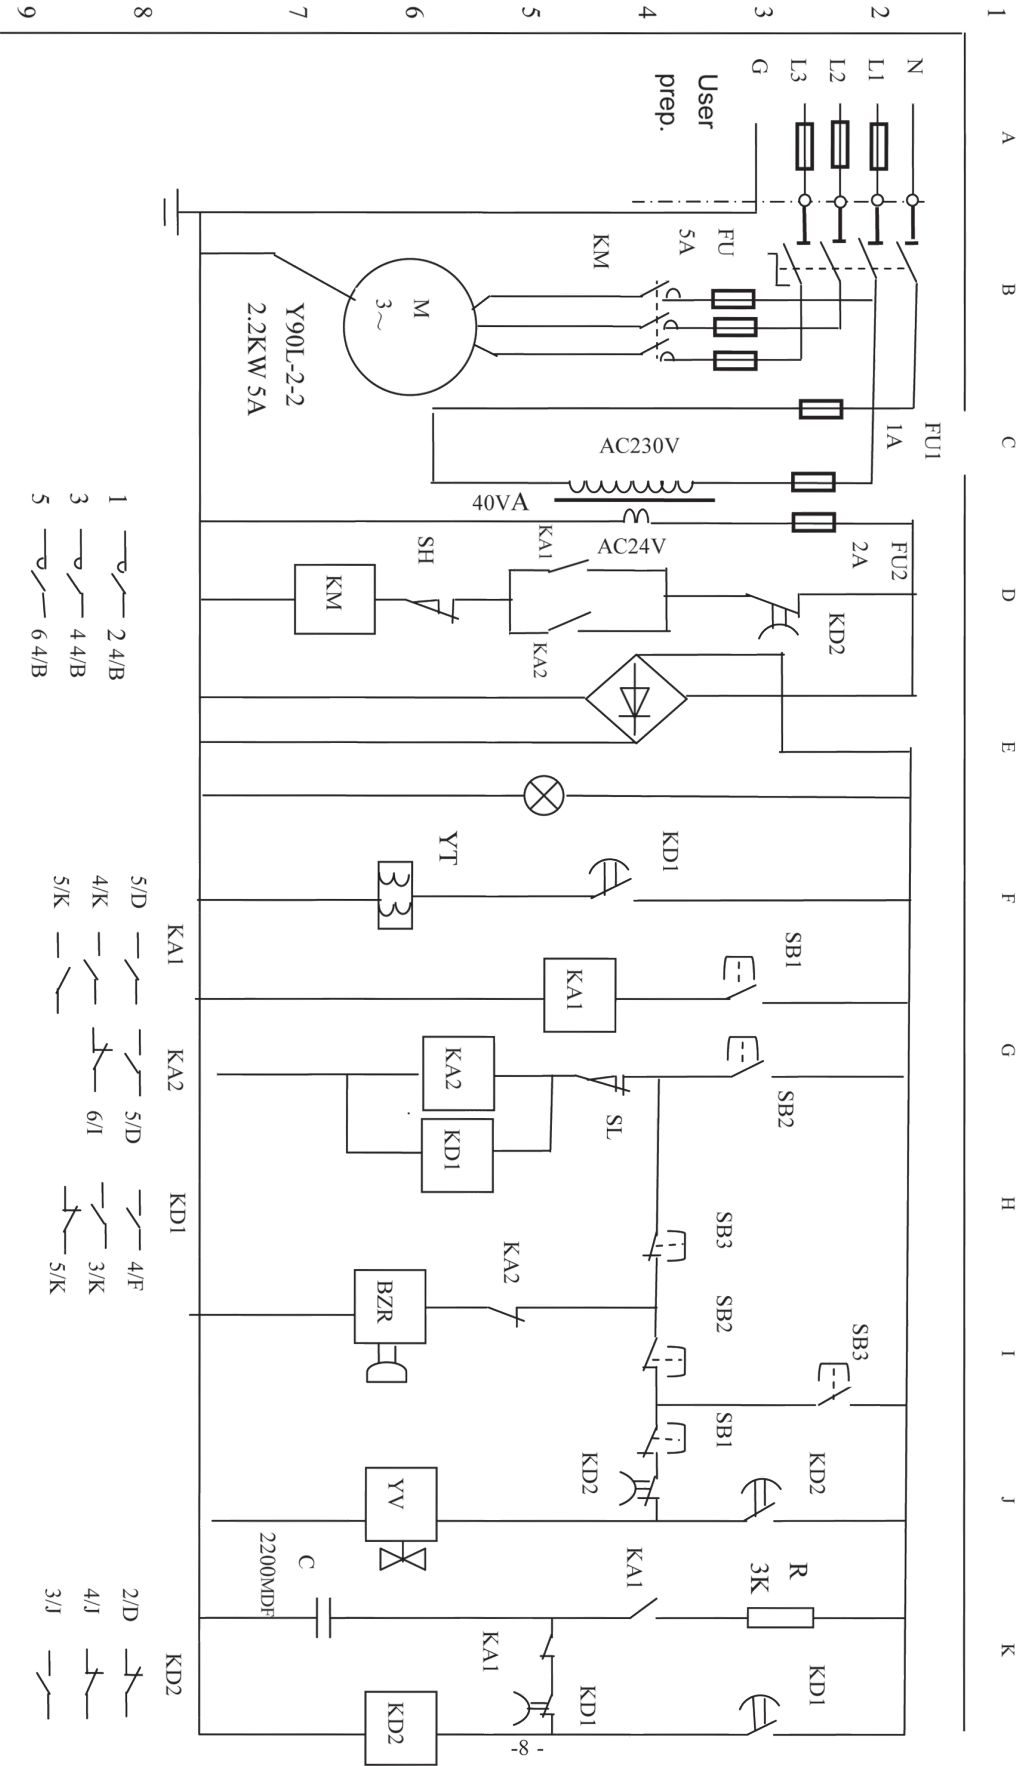 1
2
3
4
5
6
7
8
9
A
B
C
D
E
F
G
H
I
J
K
N
L1
L2
L3
G
User
prep.
FU
5A
KM
M
3~
Y90L-2-2
2.2KW 5A
FU1
1A
AC230V
40VA
AC24V
FU2
2A
KD2
KA1
KA2
SH
KM
KD1
YT
SB1
KA1
SB2
SL
KA2
KD1
SB3
SB2
SB1
KD2
KA2
BZR
SB3
KD2
YV
R
3K
KA1
C
2200MDF
KA1
KD1
KD1
KD2
1 2 4/B
3 4 4/B
5 6 4/B
KA1
5/D
4/K
5/K
KA2
5/D
6/I
KD1
4/F
3/K
5/K
KD2
2/D
4/J
3/J
-8 -